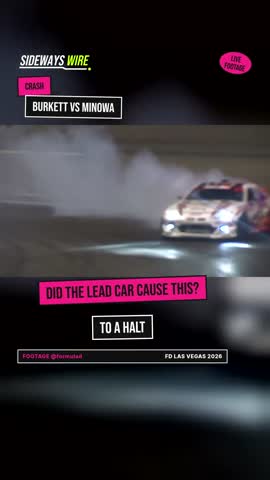 SIDEWAYS WIRE.
LIVE
FOOTAGE
CRASH
BURKETT VS MINOWA
DID THE LEAD CAR CAUSE THIS?
TO A HALT
FOOTAGE @formulad
FD LAS VEGAS 2026